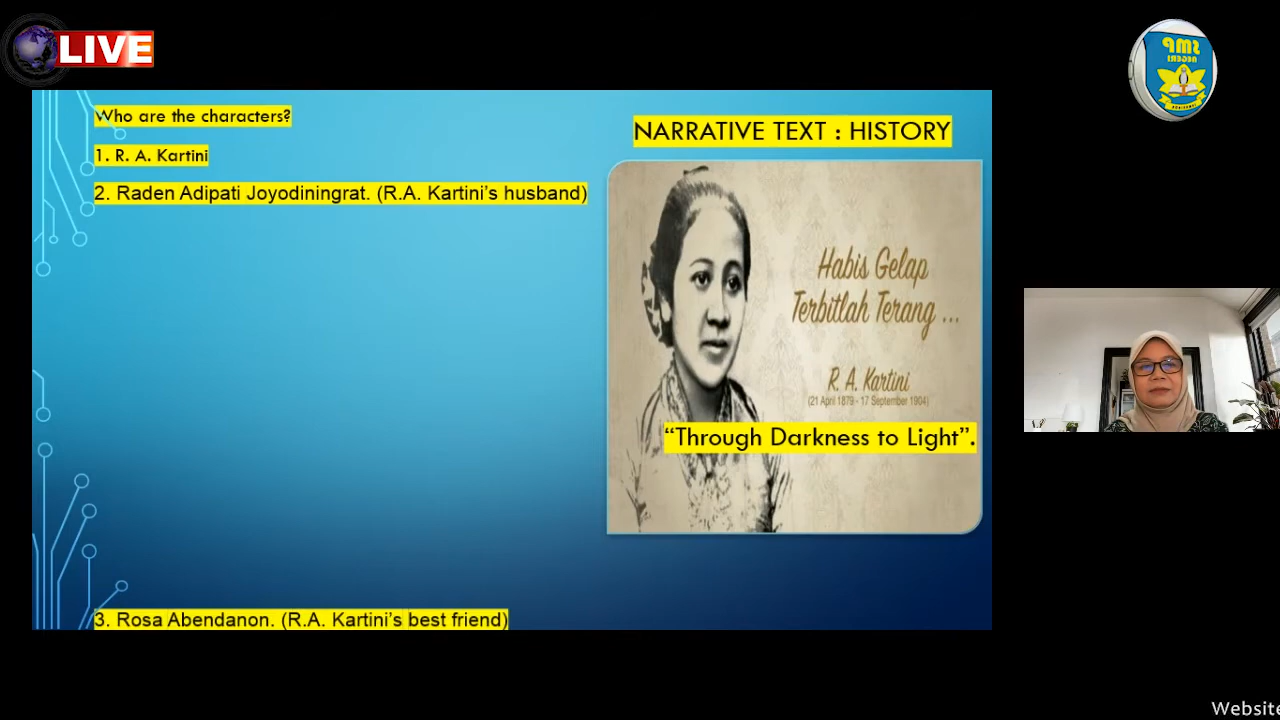 LIVE
SMP
NEGERI
Who are the characters?
1. R. A. Kartini
2. Raden Adipati Joyodiningrat. (R.A. Kartini’s husband)
3. Rosa Abendanon. (R.A. Kartini’s best friend)
NARRATIVE TEXT : HISTORY
Habis Gelap
Terbitlah Terang ...
R. A. Kartini
(21 April 1879 - 17 September 1904)
“Through Darkness to Light”.
Website